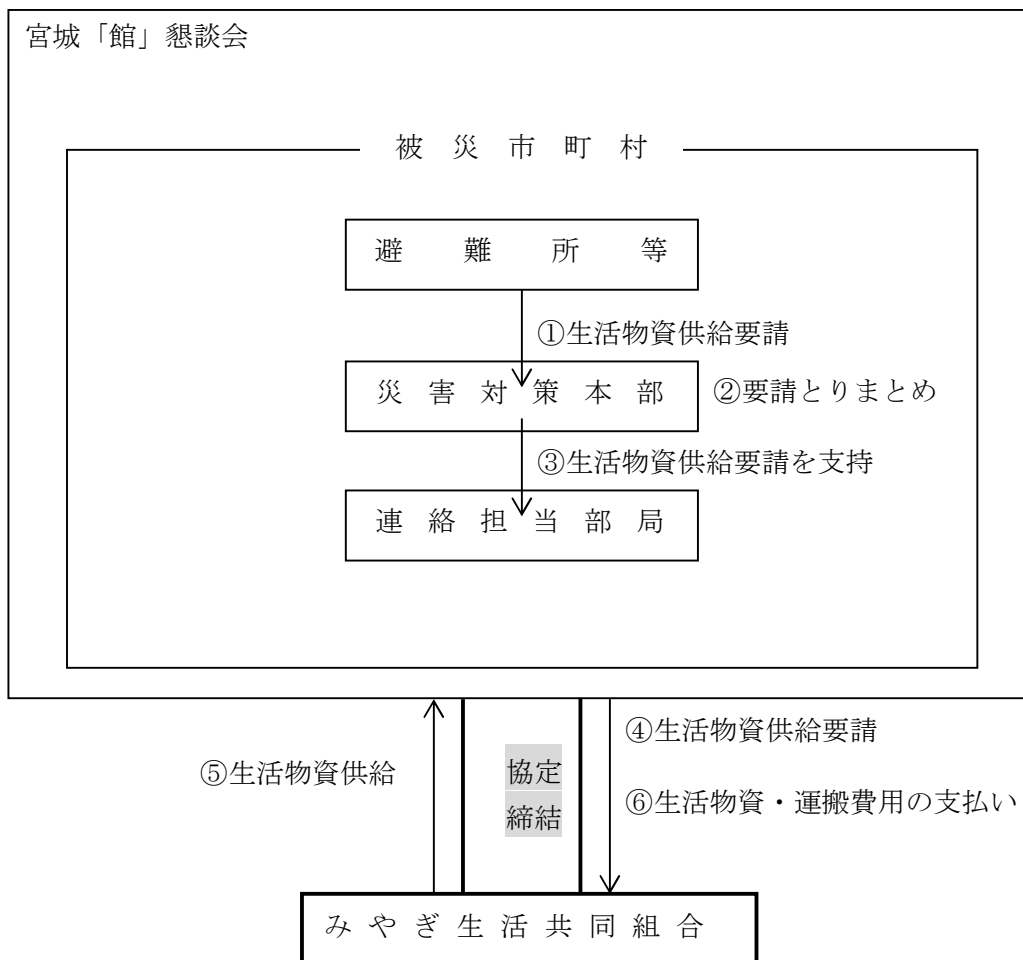 宮城「館」懇談会
被災市町村
避難所等
①生活物資供給要請
災害対策本部
②要請とりまとめ
③生活物資供給要請を支持
連絡担当部局
④生活物資供給要請
⑤生活物資供給
協定
締結
⑥生活物資・運搬費用の支払い
みやぎ生活共同組合